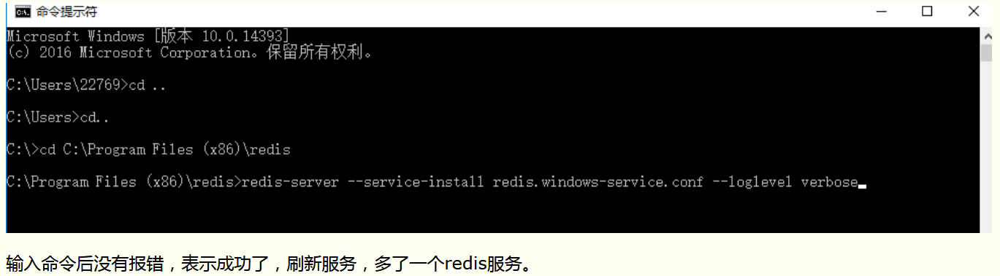 命令提示符
Microsoft Windows [版本 10.0.14393]
(c) 2016 Microsoft Corporation。保留所有权利。
C:\Users\22769>cd ..
C:\Users>cd..
C:\>cd C:\Program Files (x86)\redis
C:\Program Files (x86)\redis>redis-server --service-install redis.windows-service.conf --loglevel verbose
输入命令后没有报错，表示成功了，刷新服务，多了一个redis服务。